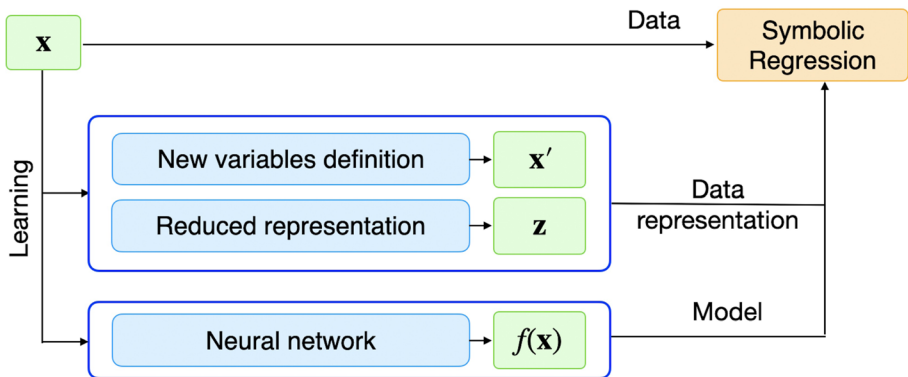 x
Data
Symbolic
Regression
Learning
New variables definition
x′
Reduced representation
z
Data
representation
Neural network
f(x)
Model